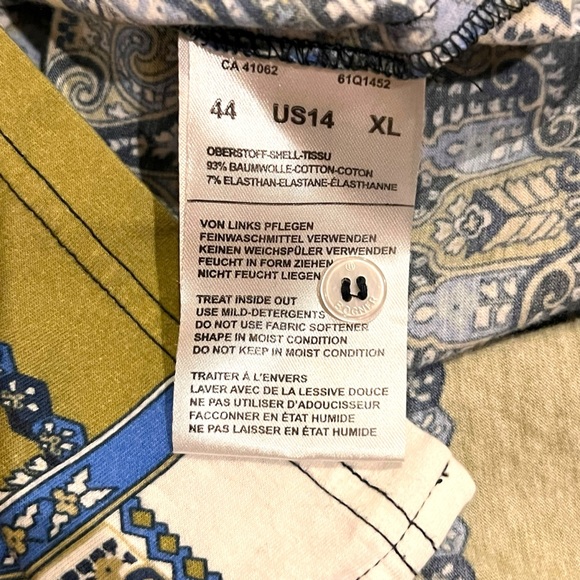 CA 41062 61Q1452
44 US14 XL
OBERSTOFF-SHELL-TISSU
93% BAUMWOLLE-COTTON-COTON
7% ELASTHAN-ELASTANE-ÉLASTHANNE
VON LINKS PFLEGEN
FEINWASCHMITTEL VERWENDEN
KEINEN WEICHSPÜLER VERWENDEN
FEUCHT IN FORM ZIEHEN
NICHT FEUCHT LIEGEN
TREAT INSIDE OUT
USE MILD-DETERGENTS
DO NOT USE FABRIC SOFTENER
SHAPE IN MOIST CONDITION
DO NOT KEEP IN MOIST CONDITION
TRAITER À L'ENVERS
LAVER AVEC DE LA LESSIVE DOUCE
NE PAS UTILISER D'ADOUCISSEUR
FACCONNER EN ÉTAT HUMIDE
NE PAS LAISSER EN ÉTAT HUMIDE